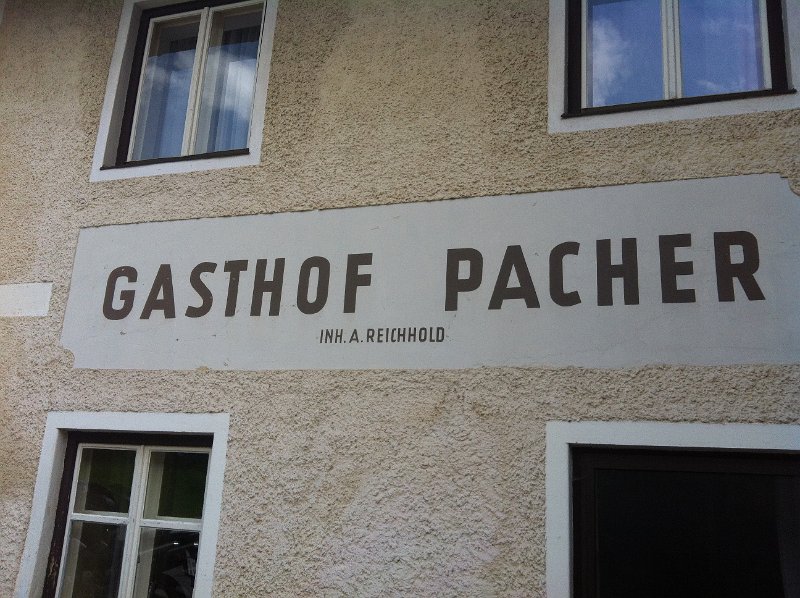 GASTHOF PACHER
INH. A. REICHHOLD